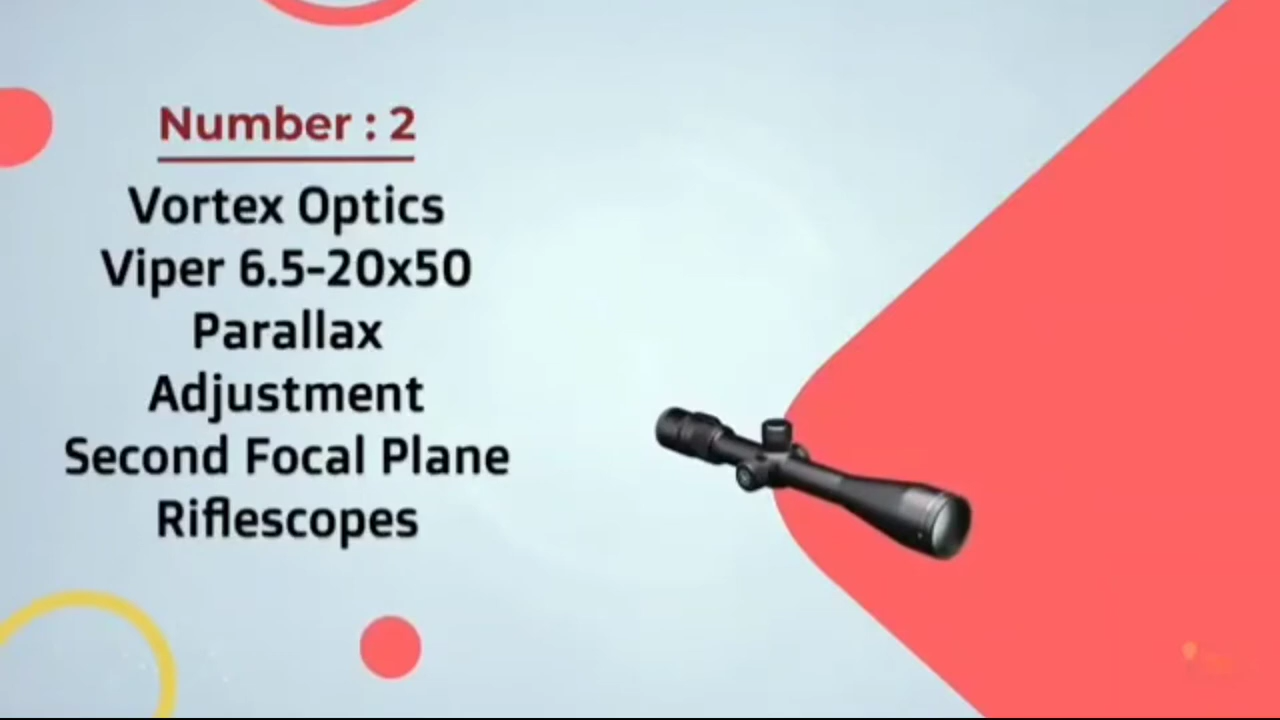 Number : 2
Vortex Optics
Viper 6.5-20x50
Parallax
Adjustment
Second Focal Plane
Riflescopes